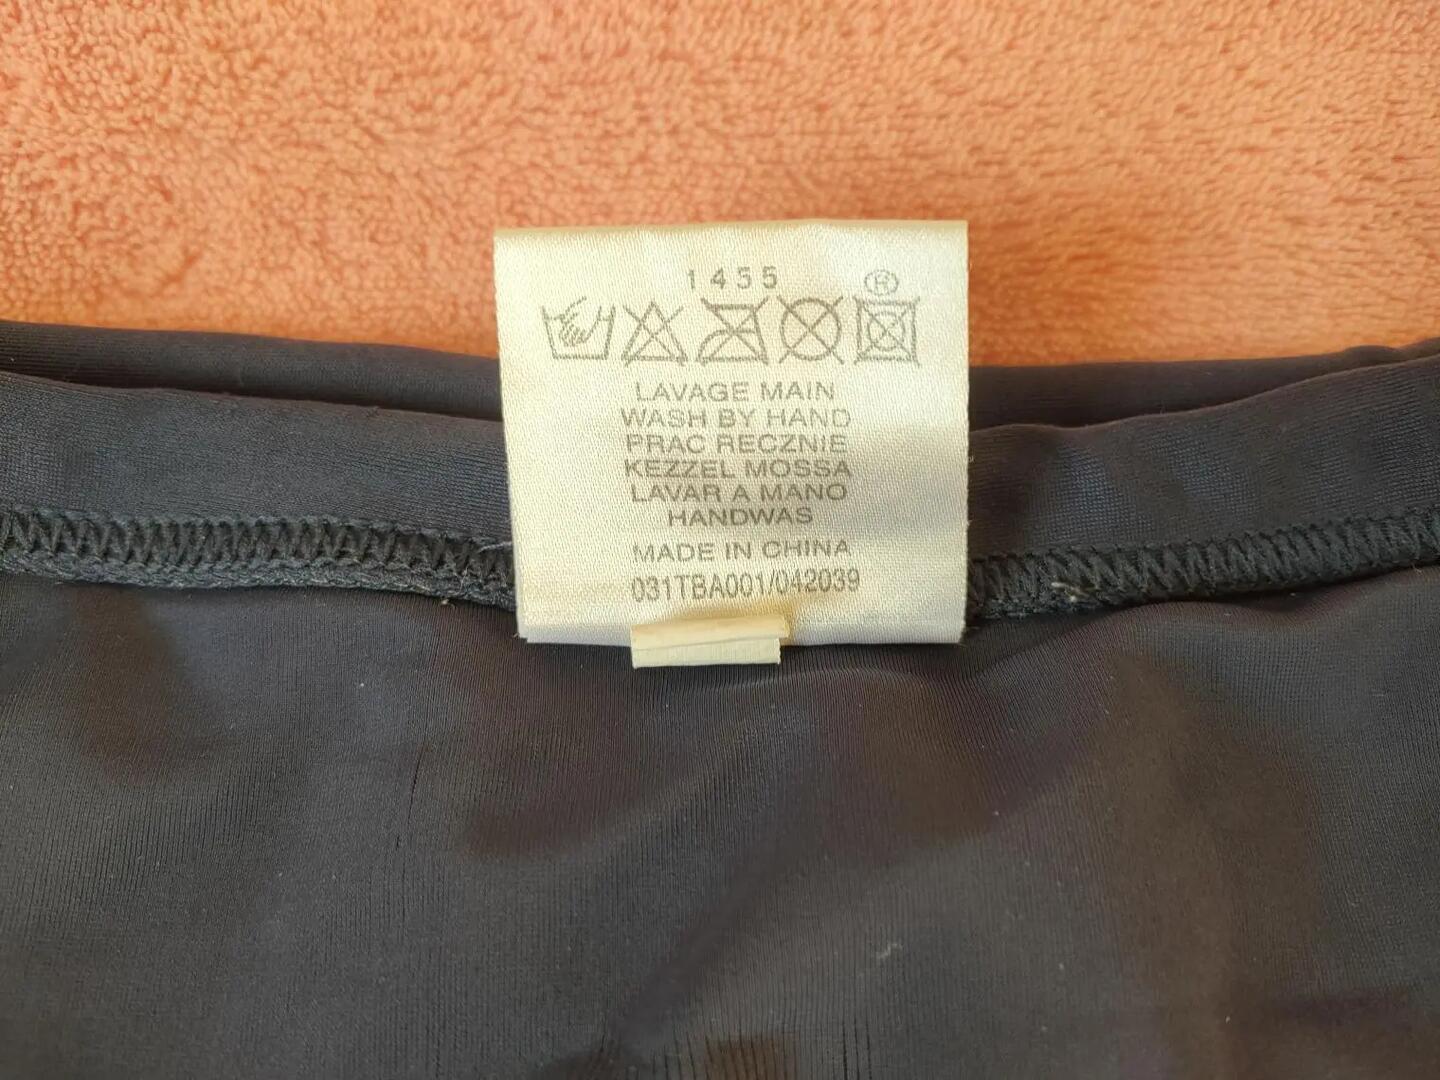 1455
®
LAVAGE MAIN
WASH BY HAND
PRAC RECZNIE
KEZZEL MOSSA
LAVAR A MANO
HANDWAS
MADE IN CHINA
031TBA001/042039